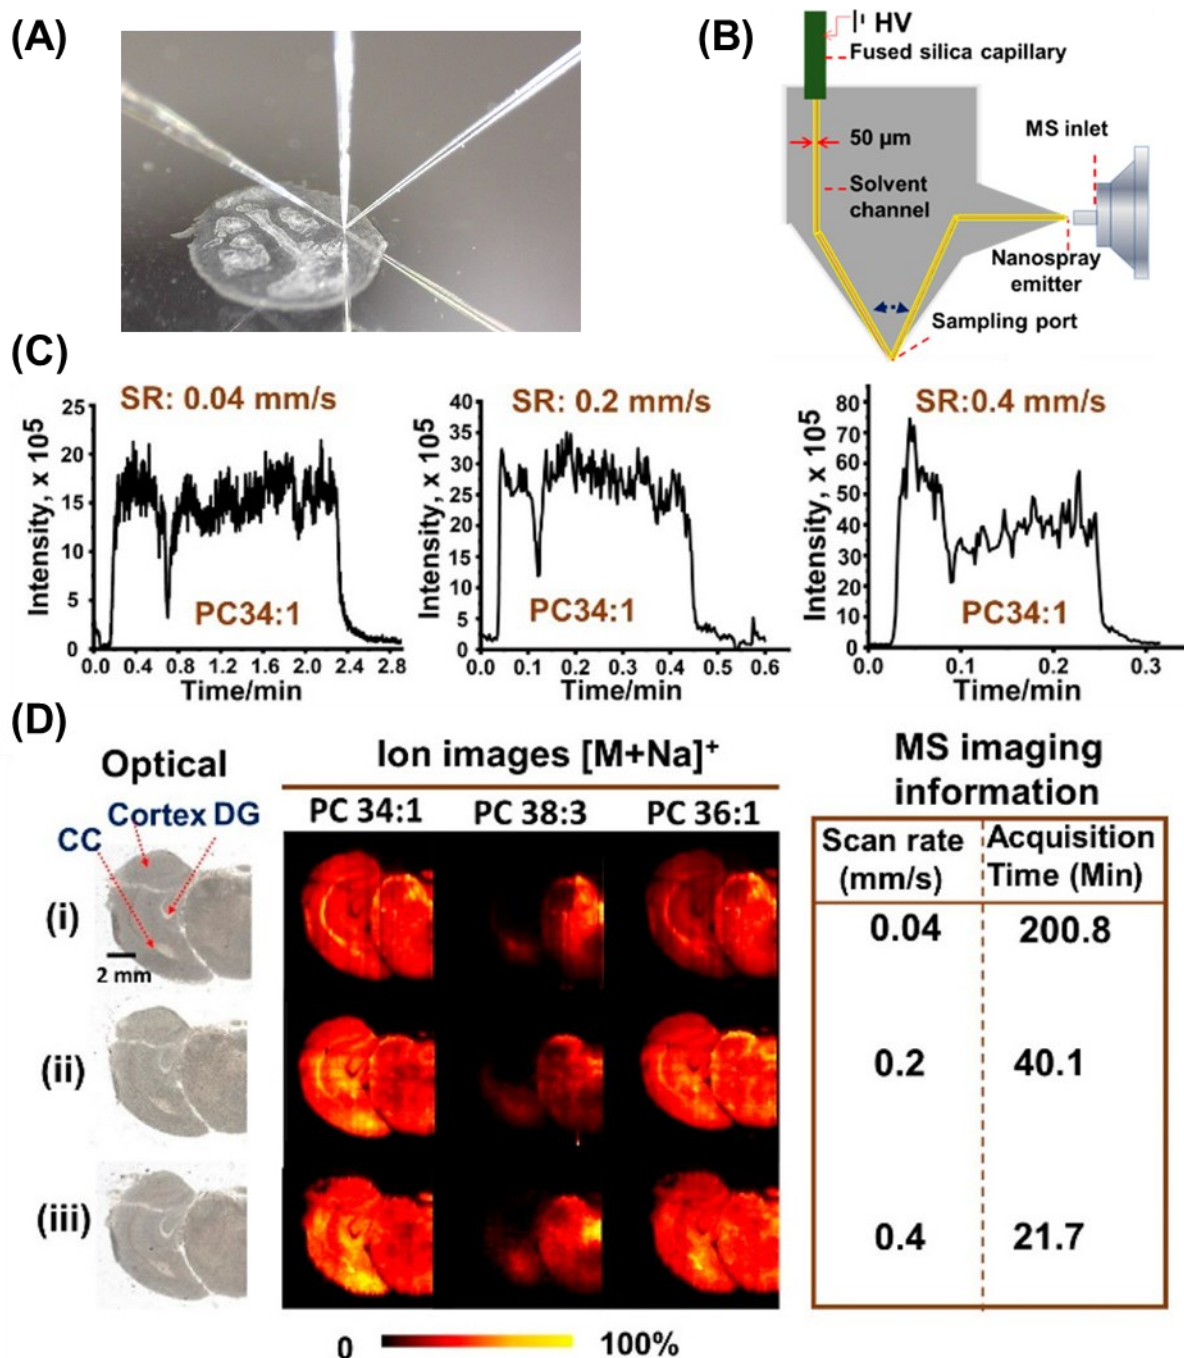 (A)
(B)
HV
Fused silica capillary
50 µm
MS inlet
Solvent
channel
Nanospray
emitter
Sampling port
(C)
SR: 0.04 mm/s
Intensity, x 10⁵
25
20
15
10
5
0
PC34:1
0.0 0.4 0.8 1.2 1.6 2.0 2.4 2.8
Time/min
SR: 0.2 mm/s
Intensity, x 10⁵
40
35
30
25
20
15
10
5
0
PC34:1
0.0 0.1 0.2 0.3 0.4 0.5 0.6
Time/min
SR:0.4 mm/s
Intensity, x 10⁵
80
70
60
50
40
30
20
10
0
PC34:1
0.0 0.1 0.2 0.3
Time/min
(D)
Optical
Cortex DG
CC
(i)
2 mm
(ii)
(iii)
Ion images [M+Na]⁺
PC 34:1 PC 38:3 PC 36:1
0 100%
MS imaging
information
Scan rate
(mm/s)
Acquisition
Time (Min)
0.04 200.8
0.2 40.1
0.4 21.7